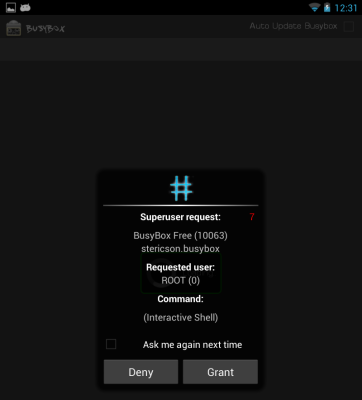 12:31
BusyBox
Auto Update Busybox
#
Superuser request: 7
BusyBox Free (10063)
stericson.busybox
Requested user:
ROOT (0)
Command:
(Interactive Shell)
Ask me again next time
Deny Grant